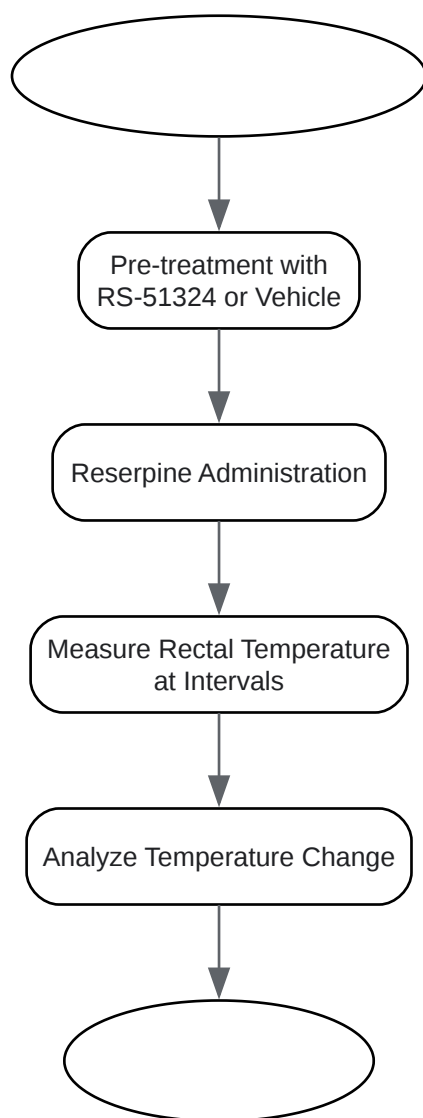 Pre-treatment with
RS-51324 or Vehicle
Reserpine Administration
Measure Rectal Temperature
at Intervals
Analyze Temperature Change